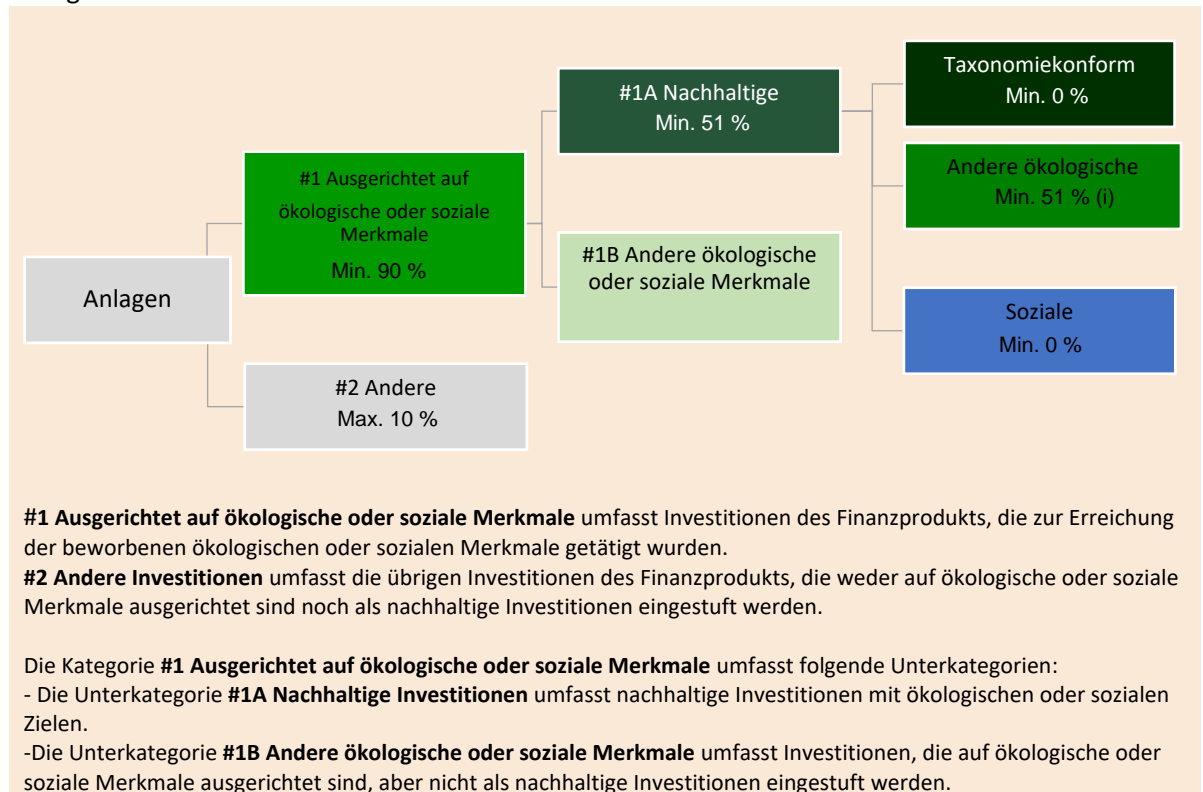 Anlagen
#1 Ausgerichtet auf
ökologische oder soziale
Merkmale
Min. 90 %
#2 Andere
Max. 10 %
#1A Nachhaltige
Min. 51 %
#1B Andere ökologische
oder soziale Merkmale
Taxonomiekonform
Min. 0 %
Andere ökologische
Min. 51 % (i)
Soziale
Min. 0 %
#1 Ausgerichtet auf ökologische oder soziale Merkmale umfasst Investitionen des Finanzprodukts, die zur Erreichung
der beworbenen ökologischen oder sozialen Merkmale getätigt wurden.
#2 Andere Investitionen umfasst die übrigen Investitionen des Finanzprodukts, die weder auf ökologische oder soziale
Merkmale ausgerichtet sind noch als nachhaltige Investitionen eingestuft werden.
Die Kategorie #1 Ausgerichtet auf ökologische oder soziale Merkmale umfasst folgende Unterkategorien:
- Die Unterkategorie #1A Nachhaltige Investitionen umfasst nachhaltige Investitionen mit ökologischen oder sozialen
Zielen.
-Die Unterkategorie #1B Andere ökologische oder soziale Merkmale umfasst Investitionen, die auf ökologische oder
soziale Merkmale ausgerichtet sind, aber nicht als nachhaltige Investitionen eingestuft werden.